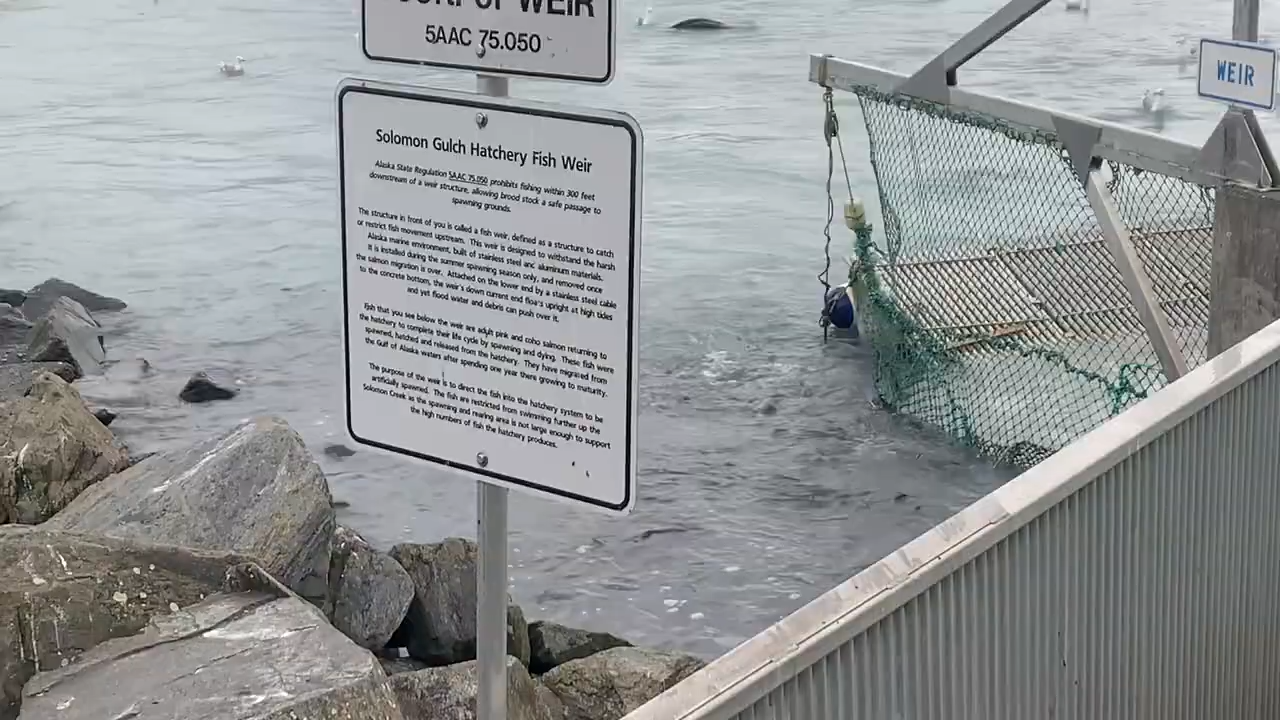 OF WEIR
5AAC 75.050
WEIR
Solomon Gulch Hatchery Fish Weir
Alaska State Regulation 5AAC 75.050 prohibits fishing within 300 feet
downstream of a weir structure, allowing brood stock a safe passage to
spawning grounds.
The structure in front of you is called a fish weir, defined as a structure to catch
or restrict fish movement upstream. This weir is designed to withstand the harsh
Alaska marine environment, built of stainless steel and aluminum materials.
It is installed during the summer spawning season only, and removed once
the salmon migration is over. Attached on the lower end by a stainless steel cable
to the concrete bottom, the weir's down current end floats upright at high tides
and yet flood water and debris can push over it.
Fish that you see below the weir are adult pink and coho salmon returning to
the hatchery to complete their life cycle by spawning and dying. These fish were
spawned, hatched and released from the hatchery. They have migrated from
the Gulf of Alaska waters after spending one year there growing to maturity.
The purpose of the weir is to direct the fish into the hatchery system to be
artificially spawned. The fish are restricted from swimming further up the
Solomon Creek as the spawning and rearing area is not large enough to support
the high numbers of fish the hatchery produces.